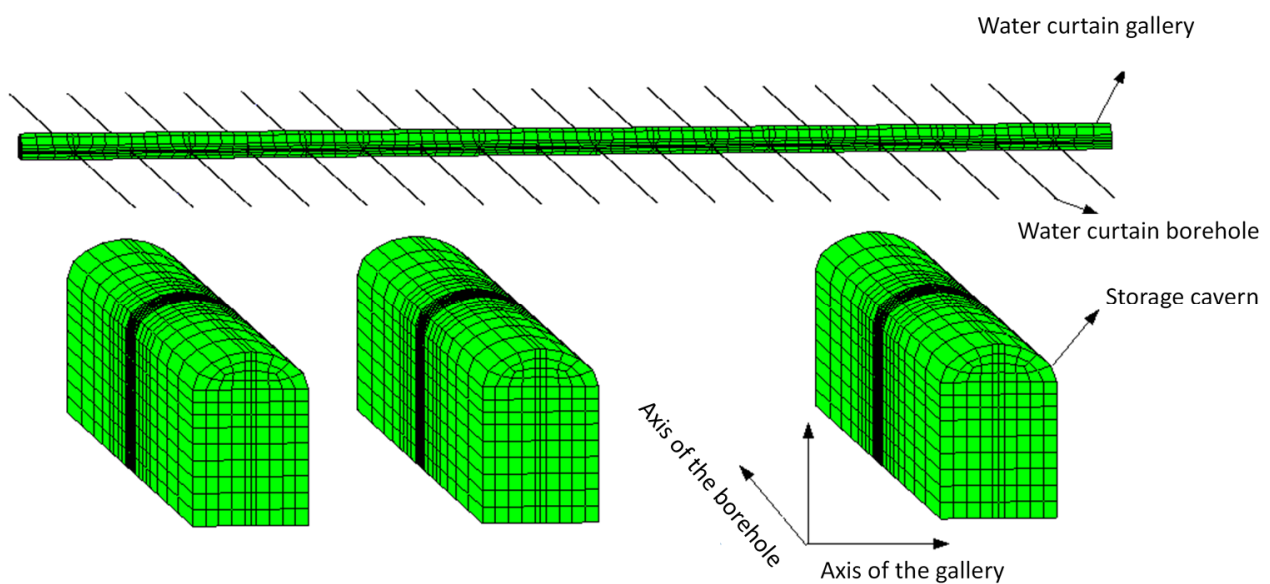 Water curtain gallery
Water curtain borehole
Storage cavern
Axis of the borehole
Axis of the gallery